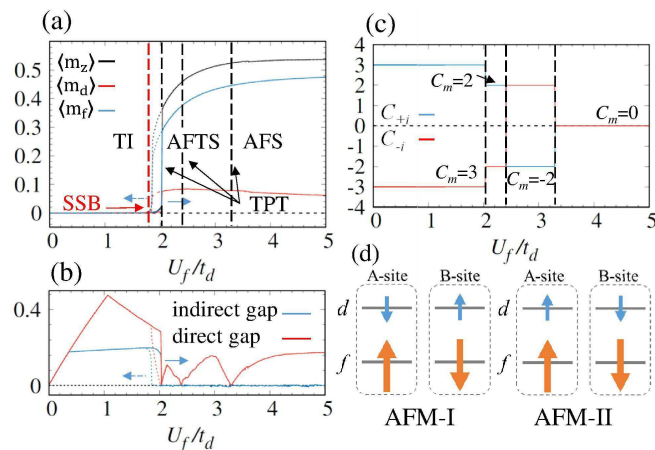 (a)
⟨m_z⟩
⟨m_d⟩
⟨m_f⟩
0.5
0.4
0.3
0.2
0.1
0
TI
AFTS
AFS
SSB
TPT
0 1 2 3 4 5
U_f/t_d
(b)
0.4
0
indirect gap
direct gap
0 1 2 3 4 5
U_f/t_d
(c)
4
3
2
1
0
-1
-2
-3
-4
C_m=2
C_{+i}
C_{-i}
C_m=0
C_m=3
C_m=-2
0 1 2 3 4 5
U_f/t_d
(d)
A-site B-site A-site B-site
d
f
d
f
AFM-I AFM-II